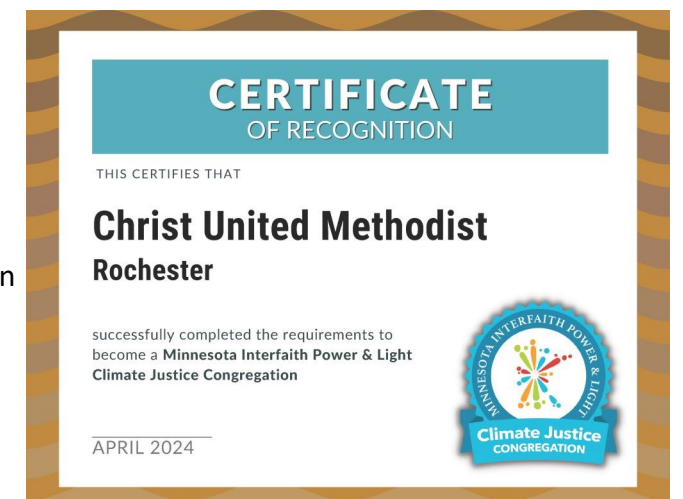 CERTIFICATE
OF RECOGNITION
THIS CERTIFIES THAT
Christ United Methodist
Rochester
n
successfully completed the requirements to
become a Minnesota Interfaith Power & Light
Climate Justice Congregation
APRIL 2024
MINNESOTA INTERFAITH POWER & LIGHT
Climate Justice
CONGREGATION